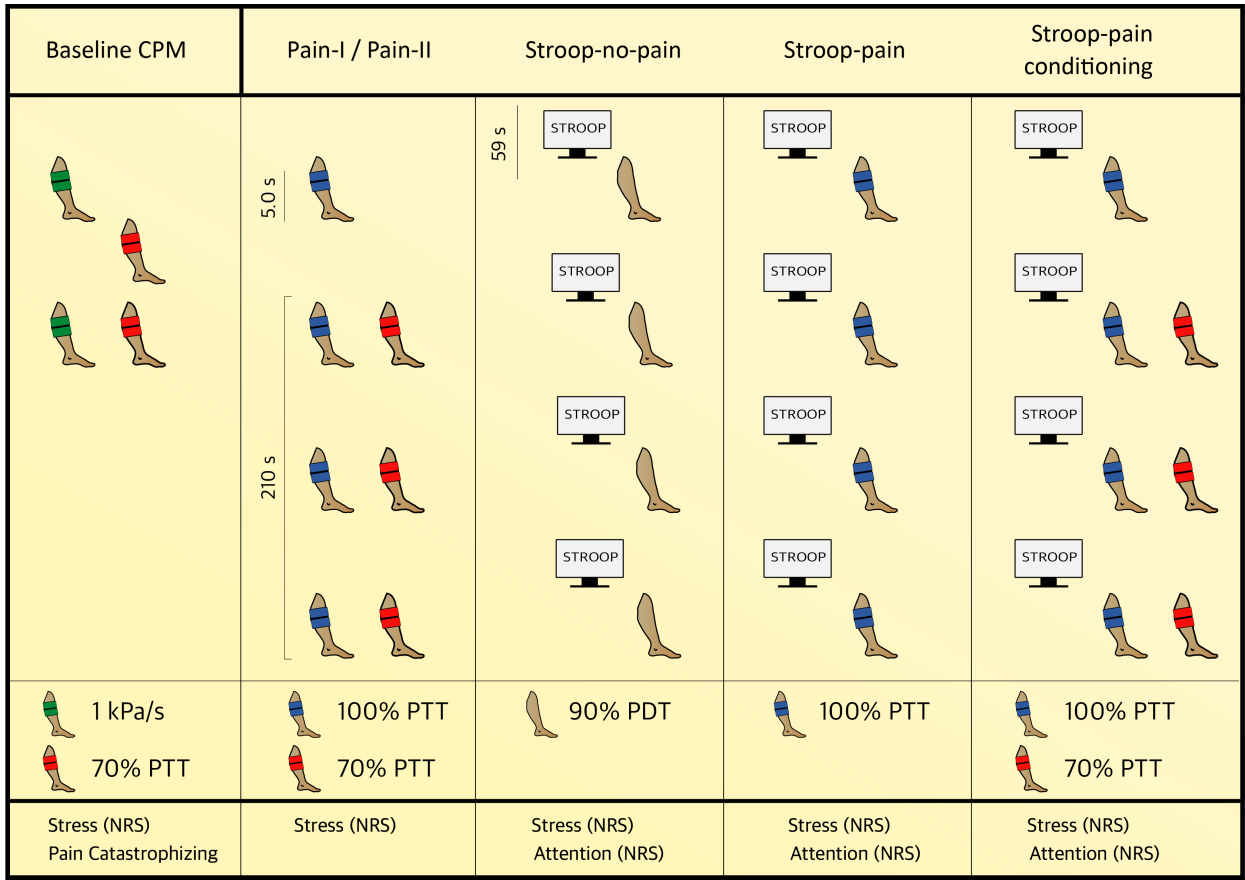 Baseline CPM
Pain-I / Pain-II
Stroop-no-pain
Stroop-pain
Stroop-pain
conditioning
59 s
STROOP
STROOP
STROOP
5.0 s
STROOP
STROOP
STROOP
210 s
STROOP
STROOP
STROOP
STROOP
STROOP
STROOP
1 kPa/s
100% PTT
90% PDT
100% PTT
100% PTT
70% PTT
70% PTT
70% PTT
Stress (NRS)
Pain Catastrophizing
Stress (NRS)
Stress (NRS)
Attention (NRS)
Stress (NRS)
Attention (NRS)
Stress (NRS)
Attention (NRS)